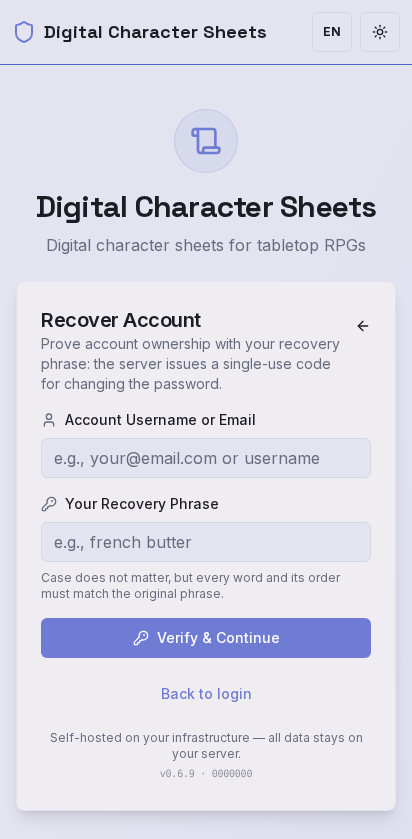 Digital Character Sheets
EN
Digital Character Sheets
Digital character sheets for tabletop RPGs
Recover Account
Prove account ownership with your recovery
phrase: the server issues a single-use code
for changing the password.
Account Username or Email
e.g., your@email.com or username
Your Recovery Phrase
e.g., french butter
Case does not matter, but every word and its order
must match the original phrase.
Verify & Continue
Back to login
Self-hosted on your infrastructure — all data stays on
your server.
v0.6.9 · 0000000